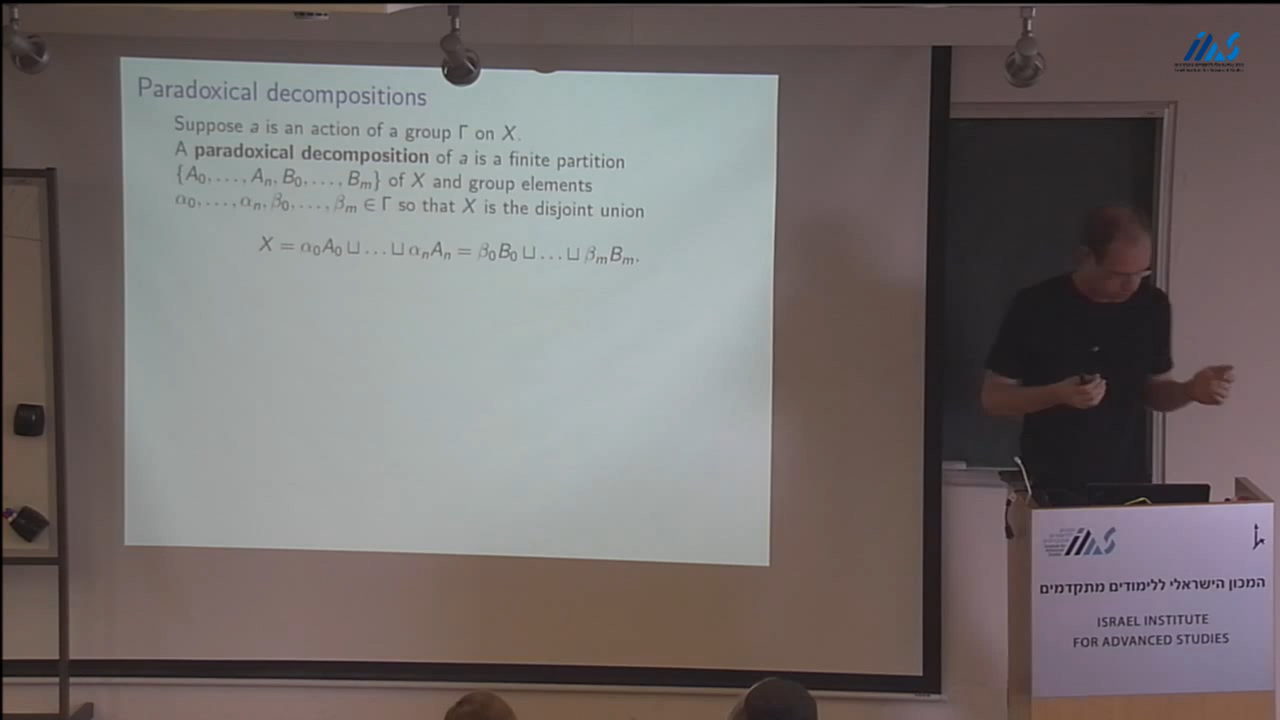 Paradoxical decompositions
Suppose a is an action of a group Γ on X.
A paradoxical decomposition of a is a finite partition
{A₀, . . . , Aₙ, B₀, . . . , Bₘ} of X and group elements
α₀, . . . , αₙ, β₀, . . . , βₘ ∈ Γ so that X is the disjoint union
X = α₀A₀ ⊔ . . . ⊔ αₙAₙ = β₀B₀ ⊔ . . . ⊔ βₘBₘ.
המכון הישראלי ללימודים מתקדמים
ISRAEL INSTITUTE
FOR ADVANCED STUDIES